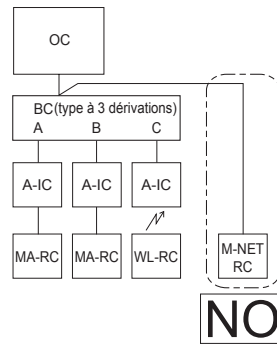 OC
BC(type à 3 dérivations)
A B C
A-IC A-IC A-IC
MA-RC MA-RC WL-RC
M-NET
RC
NO